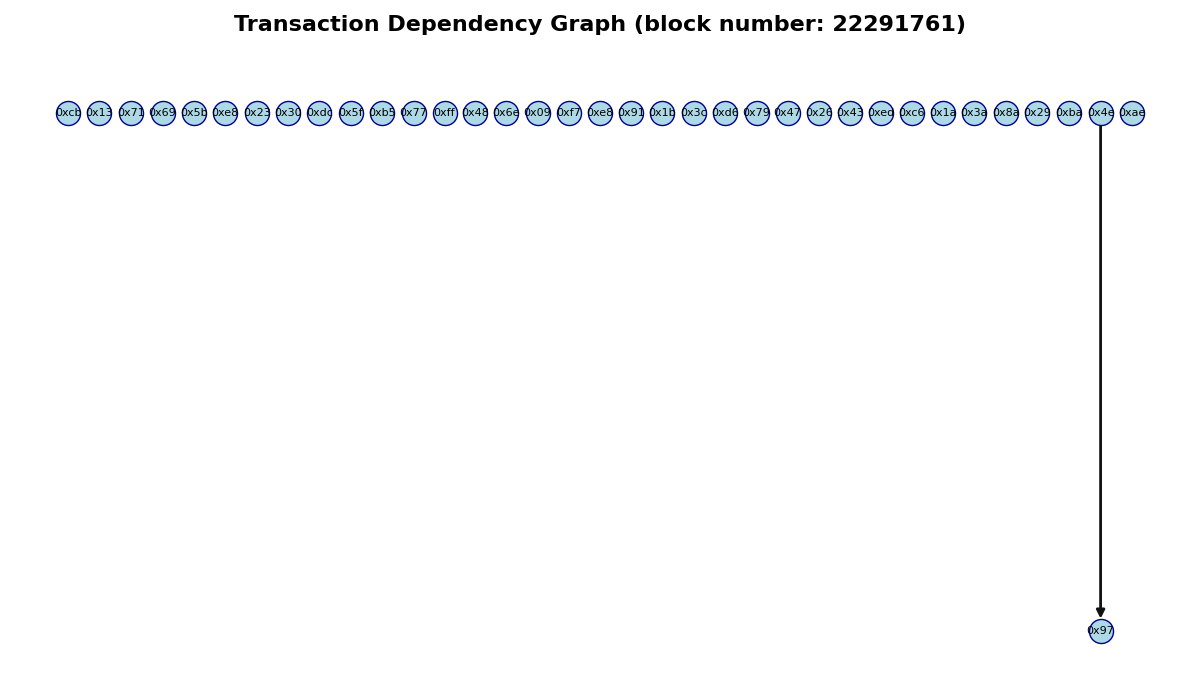 Transaction Dependency Graph (block number: 22291761)
0xcb 0x13 0x71 0x69 0x5b 0xe8 0x23 0x30 0xdc 0x5f 0xb5 0x77 0xff 0x48 0x6e 0x09 0xf7 0xe8 0x91 0x1b 0x3c 0xd6 0x79 0x47 0x26 0x43 0xed 0xc6 0x1a 0x3a 0x8a 0x29 0xba 0x4e 0xae
0x97